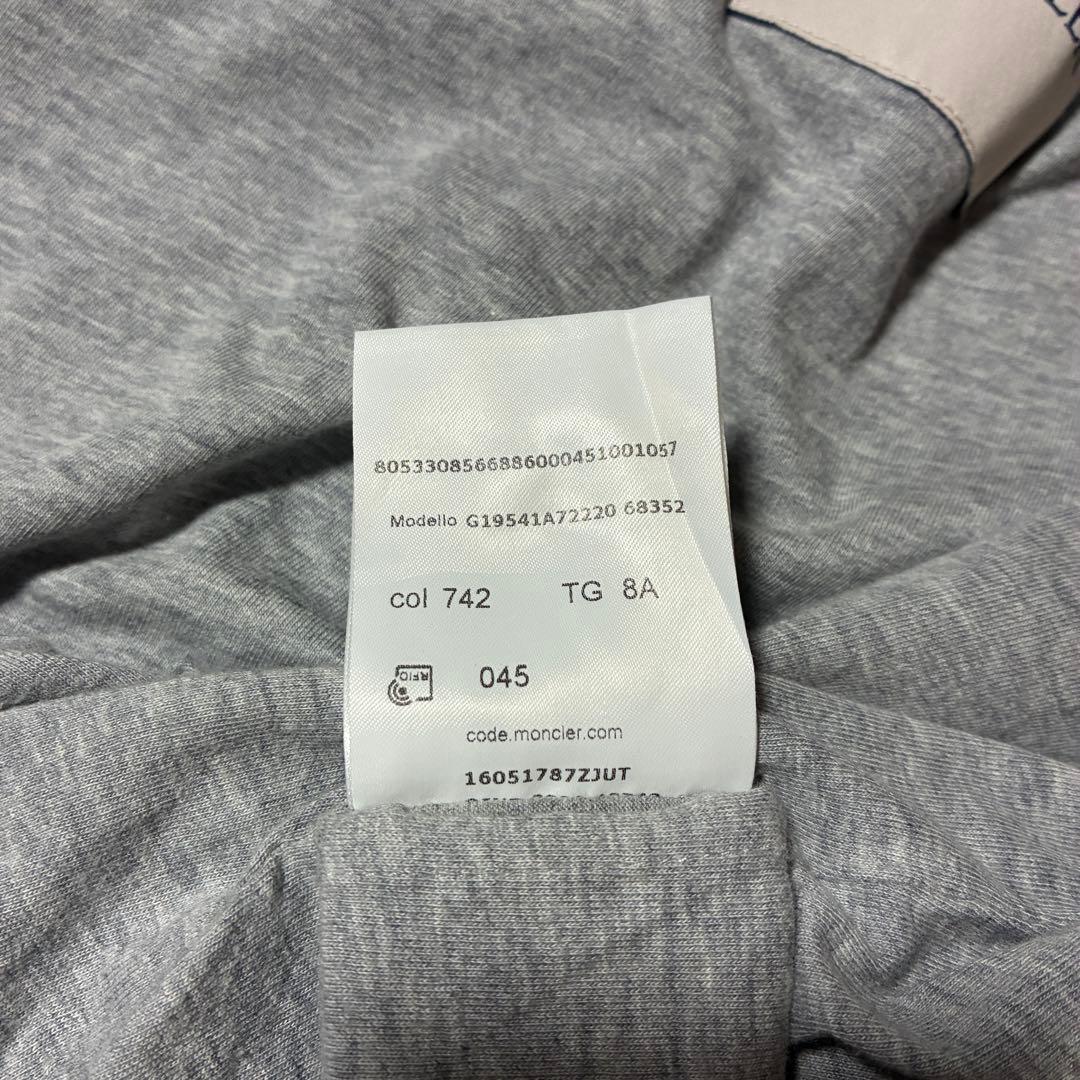 8053308566886000451001057
Modello G19541A72220 68352
col 742 TG 8A
RFID
045
code.moncler.com
16051787ZJUT